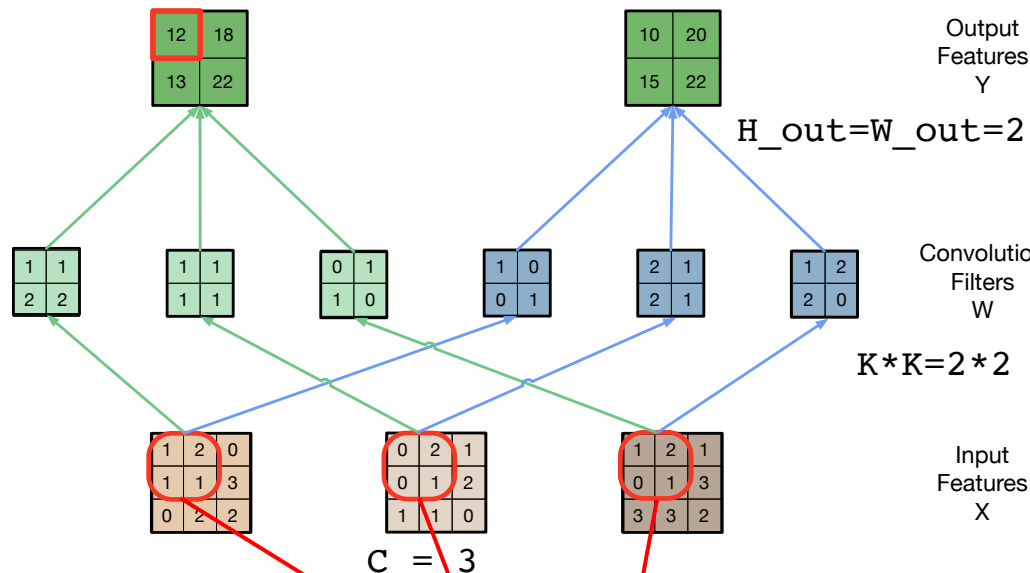 12 18
13 22
10 20
15 22
Output
Features
Y
H_out=W_out=2
1 1
2 2
1 1
1 1
0 1
1 0
1 0
0 1
2 1
2 1
1 2
2 0
Convolutio
Filters
W
K*K=2*2
1 2 0
1 1 3
0 2 2
0 2 1
0 1 2
1 1 0
1 2 1
0 1 3
3 3 2
Input
Features
X
C = 3